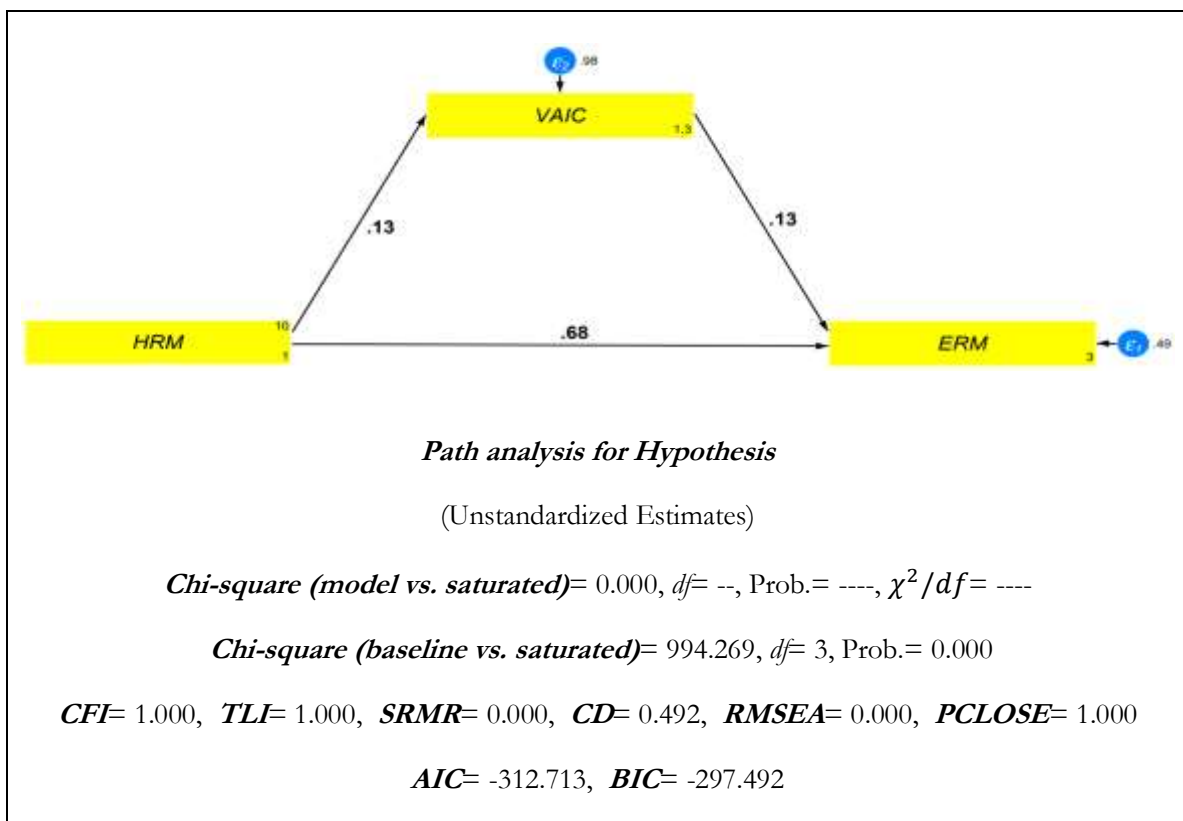 ε₂ .98
VAIC
1.3
.13
.13
10
HRM
1
.68
ERM
3
ε₁ .49
Path analysis for Hypothesis
(Unstandardized Estimates)
Chi-square (model vs. saturated)= 0.000, df= --, Prob.= ----, χ²/df= ----
Chi-square (baseline vs. saturated)= 994.269, df= 3, Prob.= 0.000
CFI= 1.000, TLI= 1.000, SRMR= 0.000, CD= 0.492, RMSEA= 0.000, PCLOSE= 1.000
AIC= -312.713, BIC= -297.492